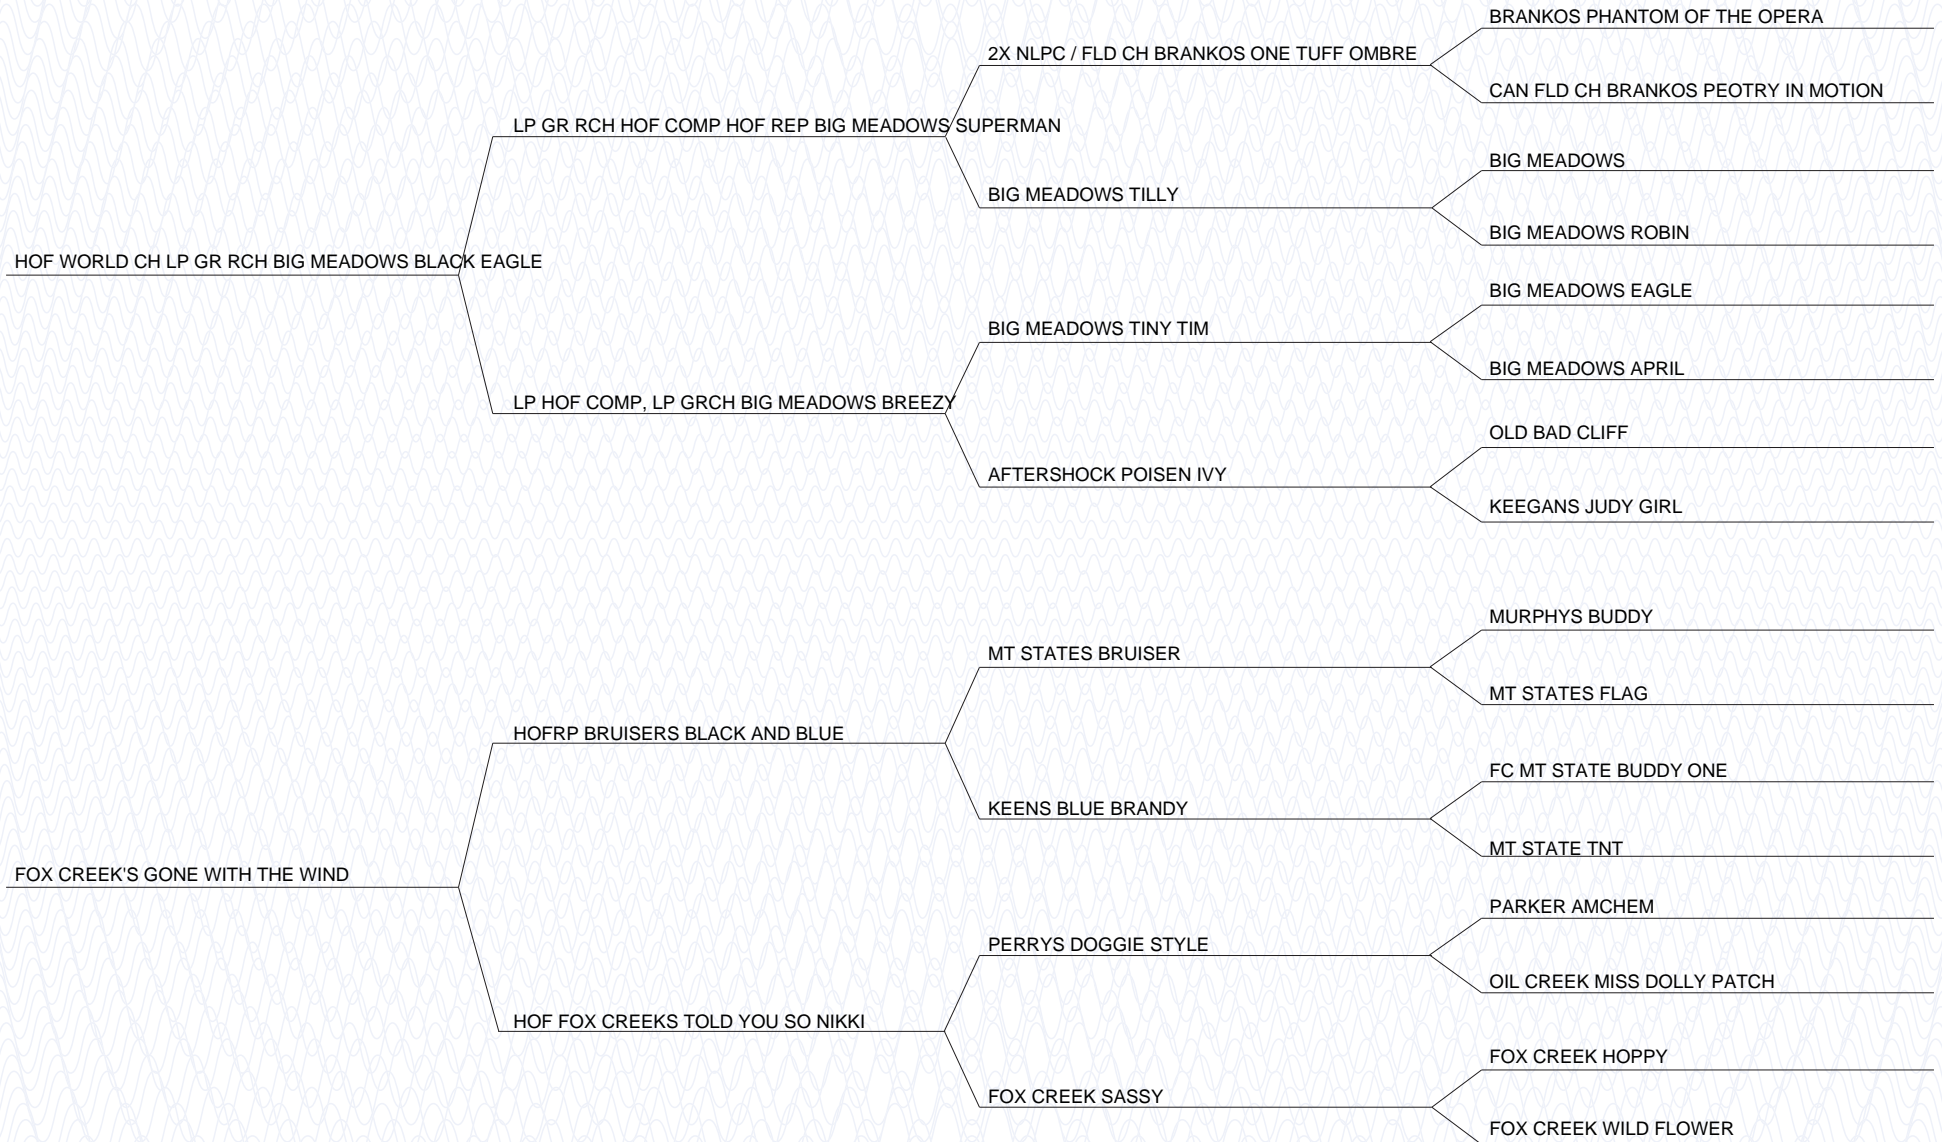 BRANKOS PHANTOM OF THE OPERA
2X NLPC / FLD CH BRANKOS ONE TUFF OMBRE
CAN FLD CH BRANKOS PEOTRY IN MOTION
LP GR RCH HOF COMP HOF REP BIG MEADOWS SUPERMAN
BIG MEADOWS
BIG MEADOWS TILLY
BIG MEADOWS ROBIN
HOF WORLD CH LP GR RCH BIG MEADOWS BLACK EAGLE
BIG MEADOWS EAGLE
BIG MEADOWS TINY TIM
BIG MEADOWS APRIL
LP HOF COMP, LP GRCH BIG MEADOWS BREEZY
OLD BAD CLIFF
AFTERSHOCK POISEN IVY
KEEGANS JUDY GIRL
MURPHYS BUDDY
MT STATES BRUISER
MT STATES FLAG
HOFRP BRUISERS BLACK AND BLUE
FC MT STATE BUDDY ONE
KEENS BLUE BRANDY
MT STATE TNT
FOX CREEK'S GONE WITH THE WIND
PARKER AMCHEM
PERRYS DOGGIE STYLE
OIL CREEK MISS DOLLY PATCH
HOF FOX CREEKS TOLD YOU SO NIKKI
FOX CREEK HOPPY
FOX CREEK SASSY
FOX CREEK WILD FLOWER